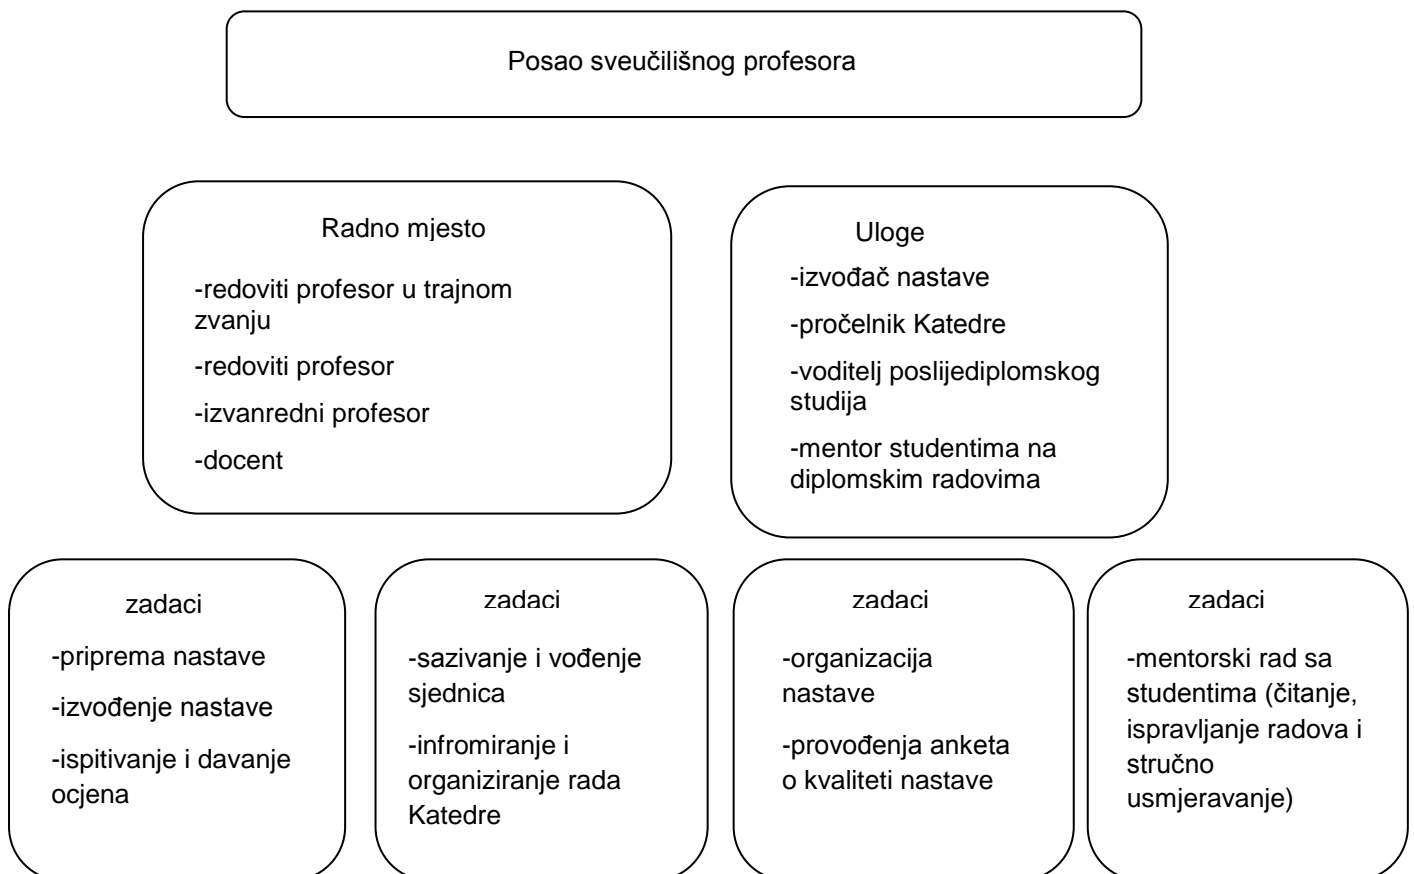 Posao sveučilišnog profesora
Radno mjesto
-redoviti profesor u trajnom
zvanju
-redoviti profesor
-izvanredni profesor
-docent
Uloge
-izvođač nastave
-pročelnik Katedre
-voditelj poslijediplomskog
studija
-mentor studentima na
diplomskim radovima
zadaci
-priprema nastave
-izvođenje nastave
-ispitivanje i davanje
ocjena
zadaci
-sazivanje i vođenje
sjednica
-infromiranje i
organiziranje rada
Katedre
zadaci
-organizacija
nastave
-provođenja anketa
o kvaliteti nastave
zadaci
-mentorski rad sa
studentima (čitanje,
ispravljanje radova i
stručno
usmjeravanje)